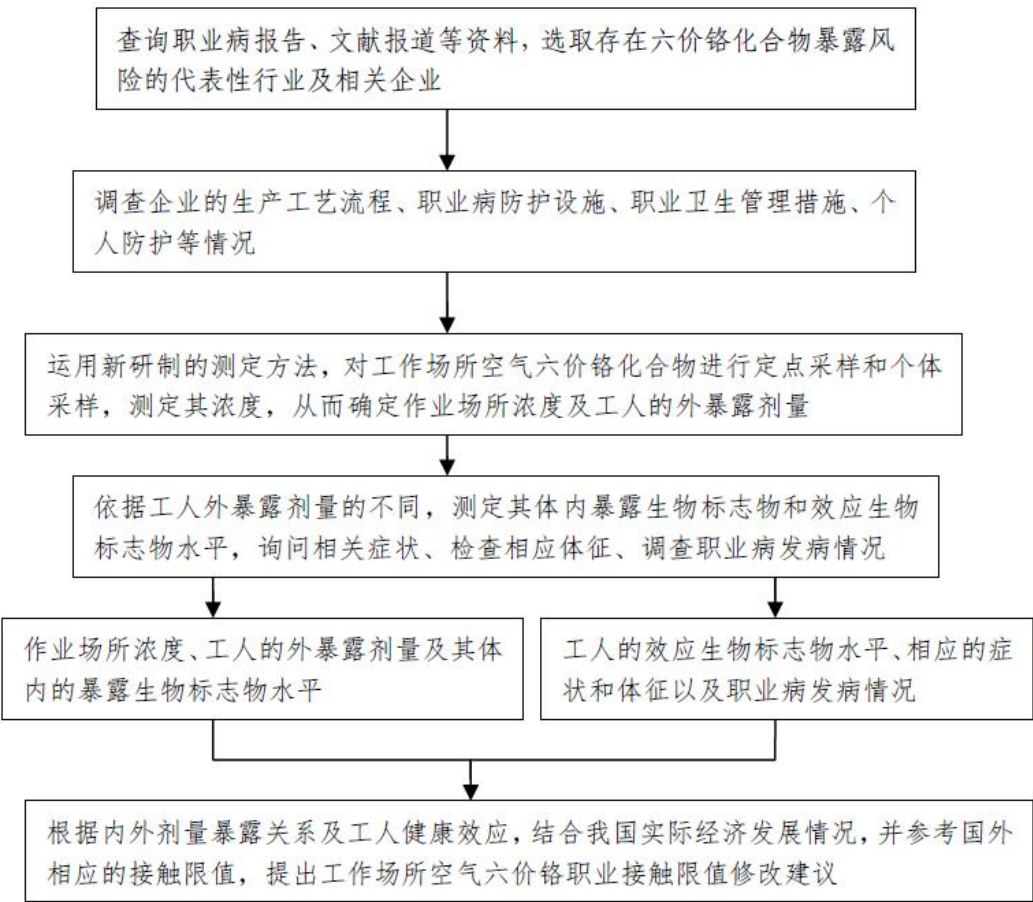 查询职业病报告、文献报道等资料，选取存在六价铬化合物暴露风
险的代表性行业及相关企业
调查企业的生产工艺流程、职业病防护设施、职业卫生管理措施、个
人防护等情况
运用新研制的测定方法，对工作场所空气六价铬化合物进行定点采样和个体
采样，测定其浓度，从而确定作业场所浓度及工人的外暴露剂量
依据工人外暴露剂量的不同，测定其体内暴露生物标志物和效应生物
标志物水平，询问相关症状、检查相应体征、调查职业病发病情况
作业场所浓度、工人的外暴露剂量及其体
内的暴露生物标志物水平
工人的效应生物标志物水平、相应的症
状和体征以及职业病发病情况
根据内外剂量暴露关系及工人健康效应，结合我国实际经济发展情况，并参考国外
相应的接触限值，提出工作场所空气六价铬职业接触限值修改建议